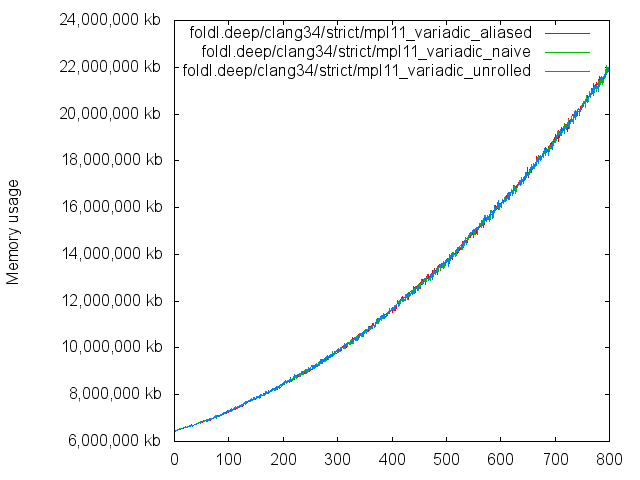 24,000,000 kb
foldl.deep/clang34/strict/mpl11_variadic_aliased
foldl.deep/clang34/strict/mpl11_variadic_naive
foldl.deep/clang34/strict/mpl11_variadic_unrolled
22,000,000 kb
20,000,000 kb
18,000,000 kb
16,000,000 kb
14,000,000 kb
12,000,000 kb
10,000,000 kb
8,000,000 kb
6,000,000 kb
Memory usage
0 100 200 300 400 500 600 700 800